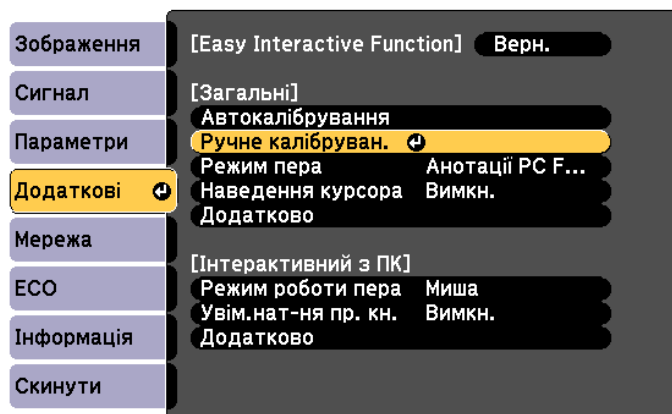 Зображення
Сигнал
Параметри
Додаткові
Мережа
ECO
Інформація
Скинути
[Easy Interactive Function] Верн.
[Загальні]
Автокалібрування
Ручне калібруван.
Режим пера Анотації PC F...
Наведення курсора Вимкн.
Додатково
[Інтерактивний з ПК]
Режим роботи пера Миша
Увім.нат-ня пр. кн. Вимкн.
Додатково